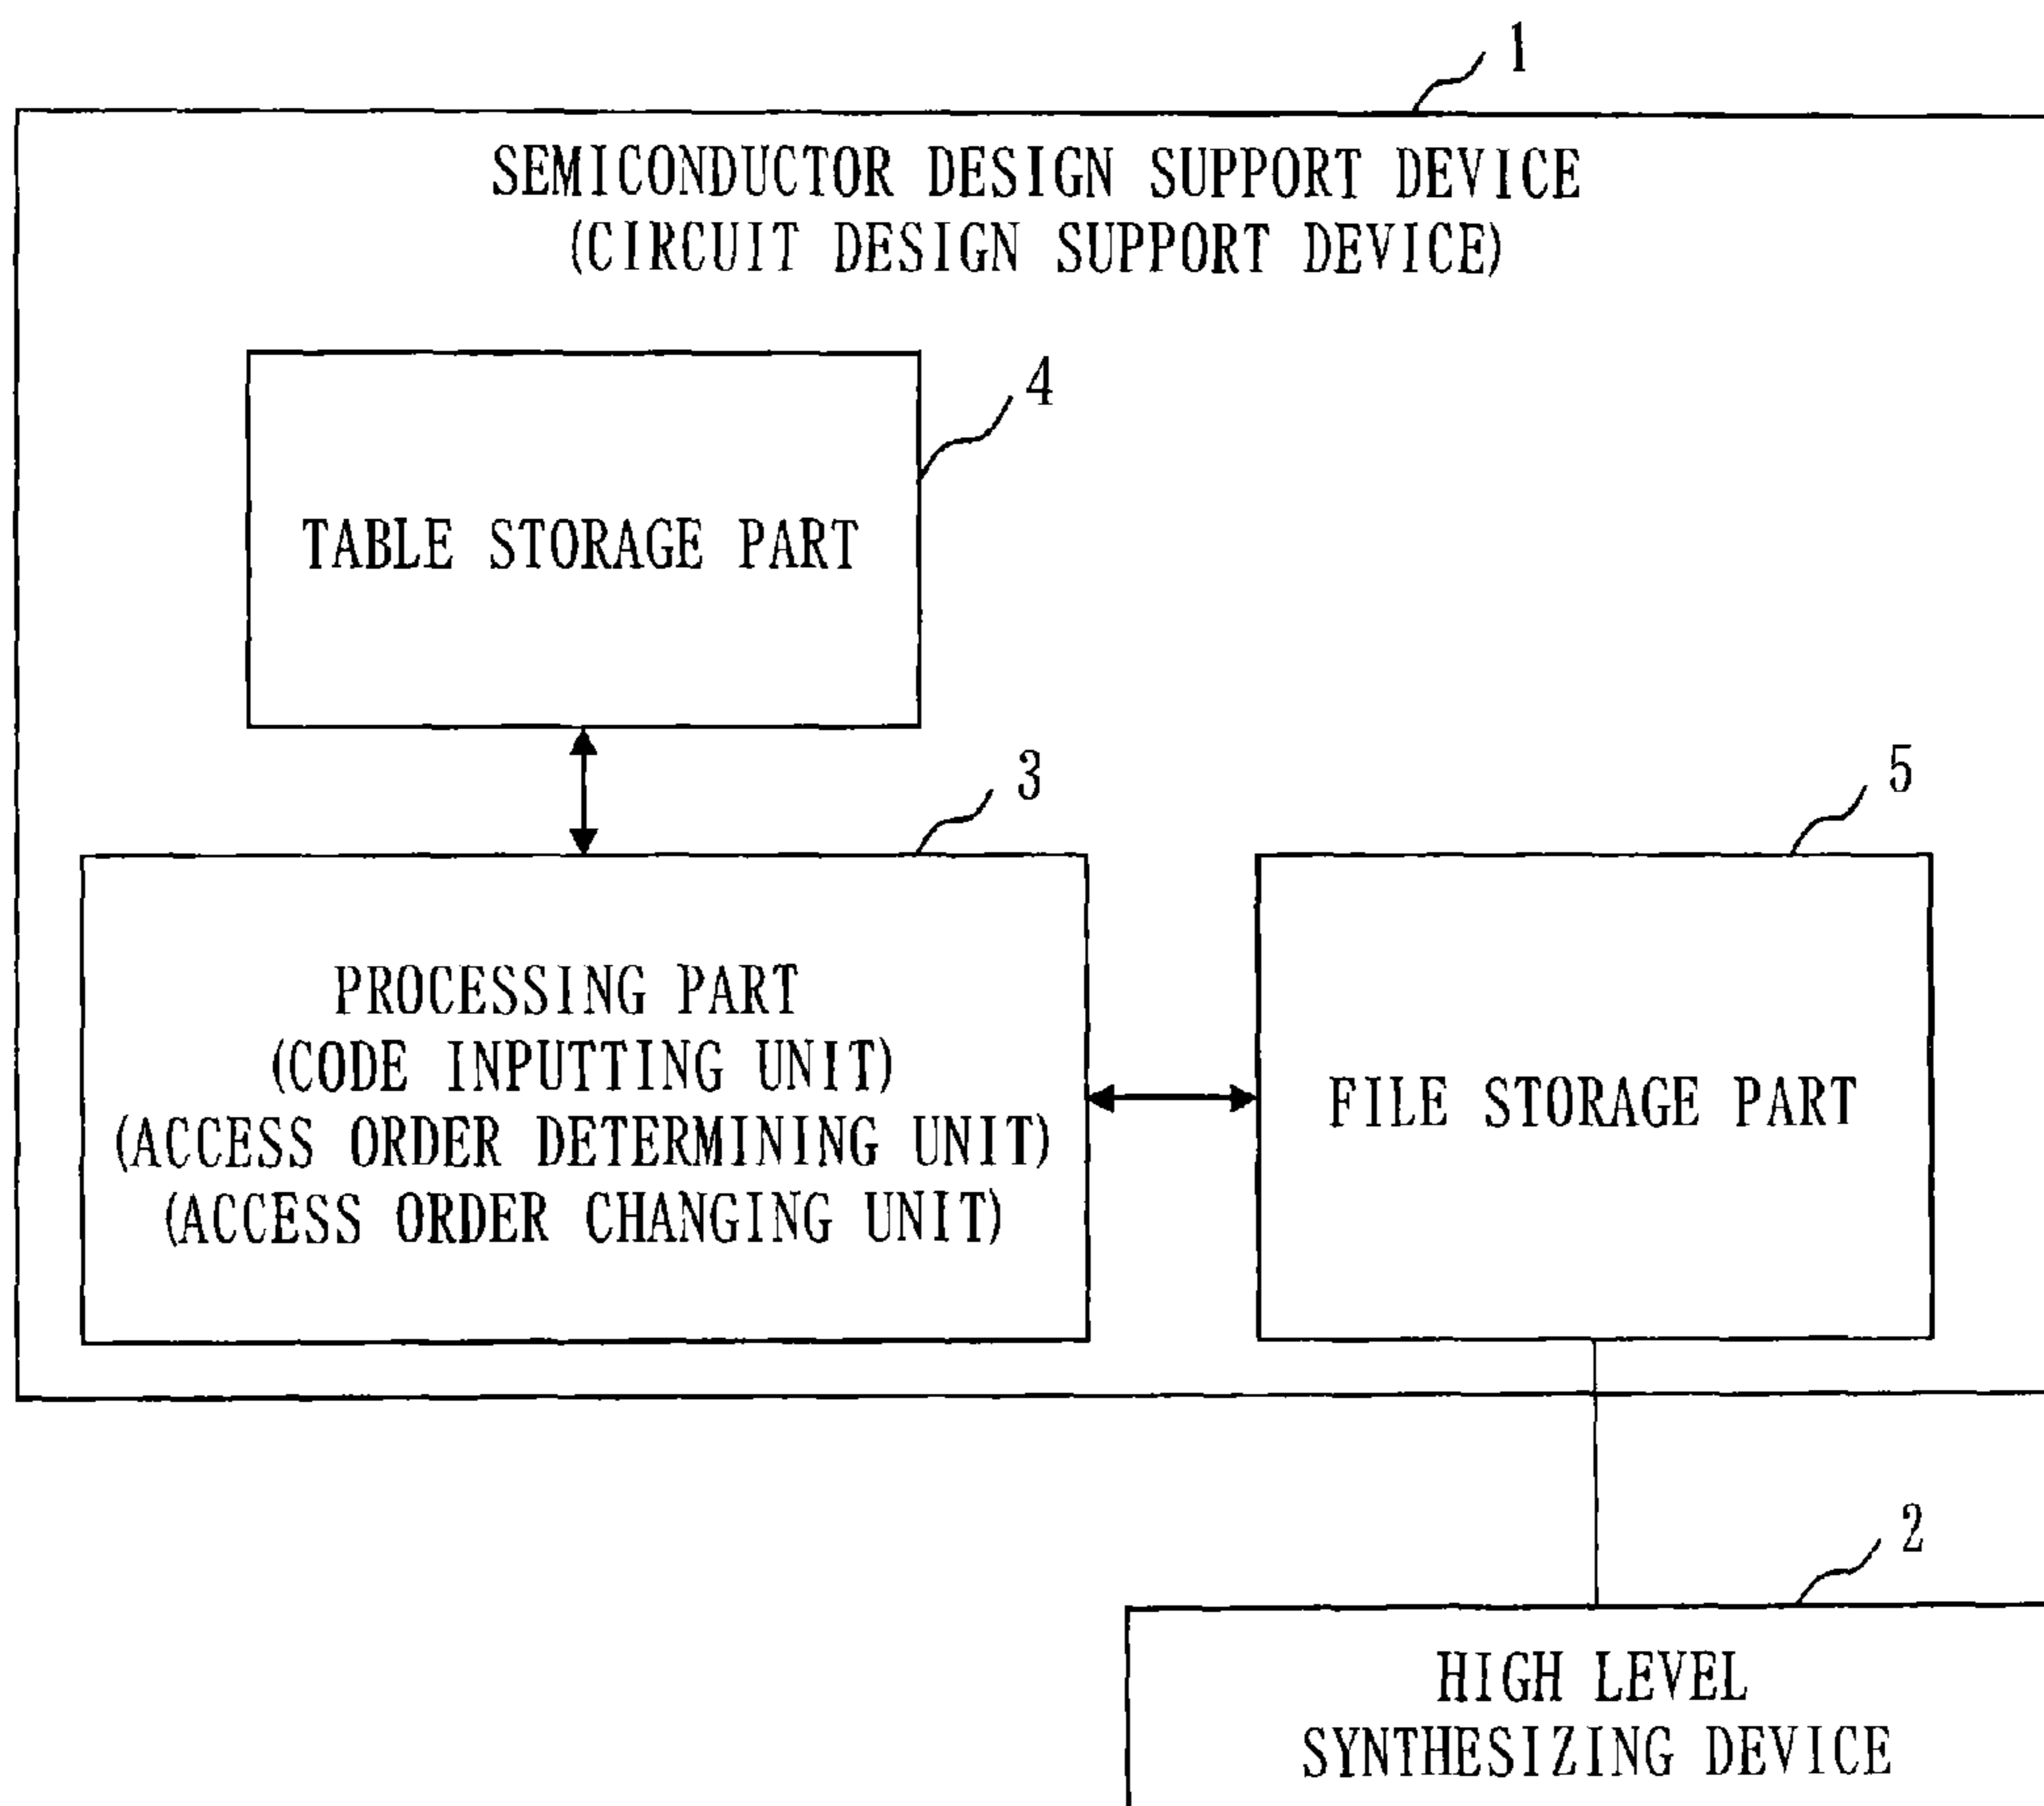 1
SEMICONDUCTOR DESIGN SUPPORT DEVICE
(CIRCUIT DESIGN SUPPORT DEVICE)
4
TABLE STORAGE PART
3
5
PROCESSING PART
(CODE INPUTTING UNIT)
(ACCESS ORDER DETERMINING UNIT)
(ACCESS ORDER CHANGING UNIT)
FILE STORAGE PART
2
HIGH LEVEL
SYNTHESIZING DEVICE